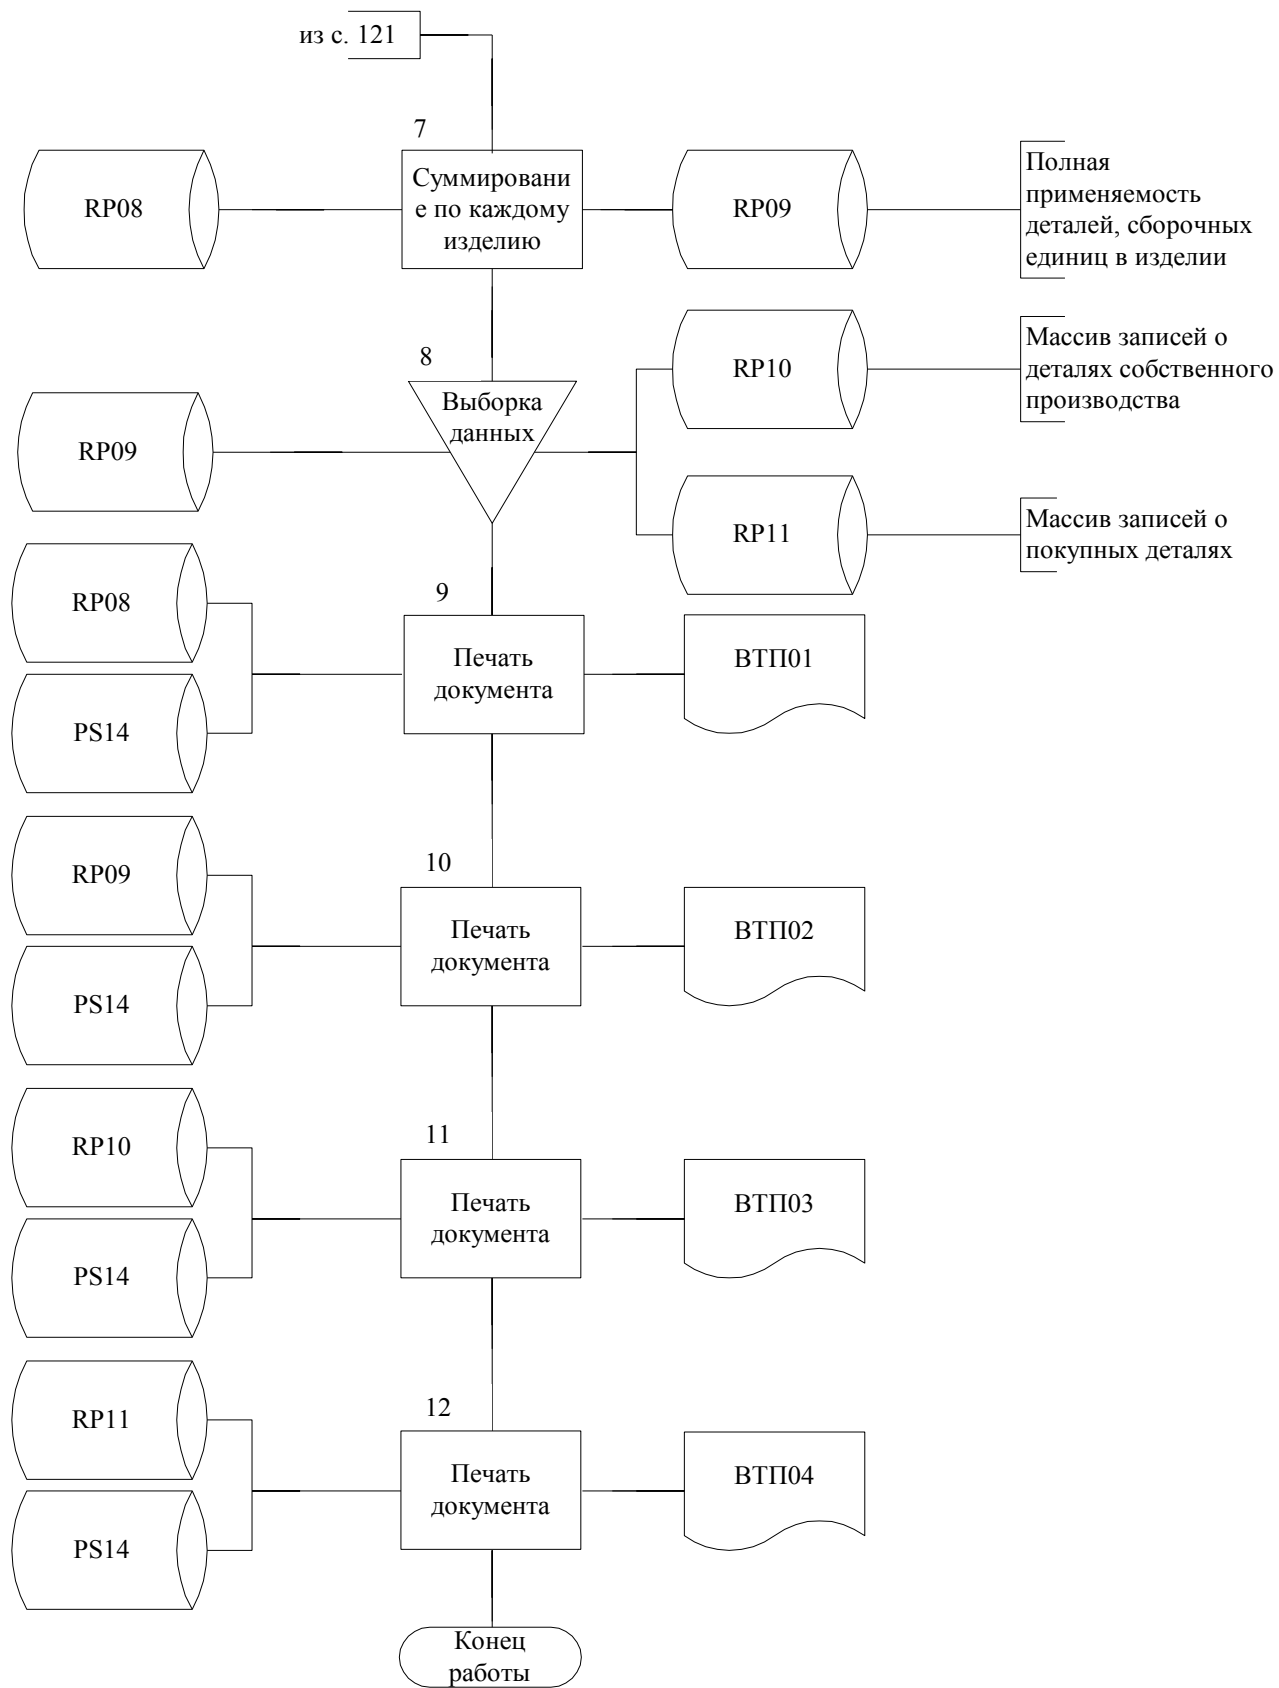 из с. 121
7
RP08
Суммировани
е по каждому
изделию
RP09
Полная
применяемость
деталей, сборочных
единиц в изделии
8
RP09
Выборка
данных
RP10
Массив записей о
деталях собственного
производства
RP11
Массив записей о
покупных деталях
9
RP08
PS14
Печать
документа
ВТП01
10
RP09
PS14
Печать
документа
ВТП02
11
RP10
PS14
Печать
документа
ВТП03
12
RP11
PS14
Печать
документа
ВТП04
Конец
работы